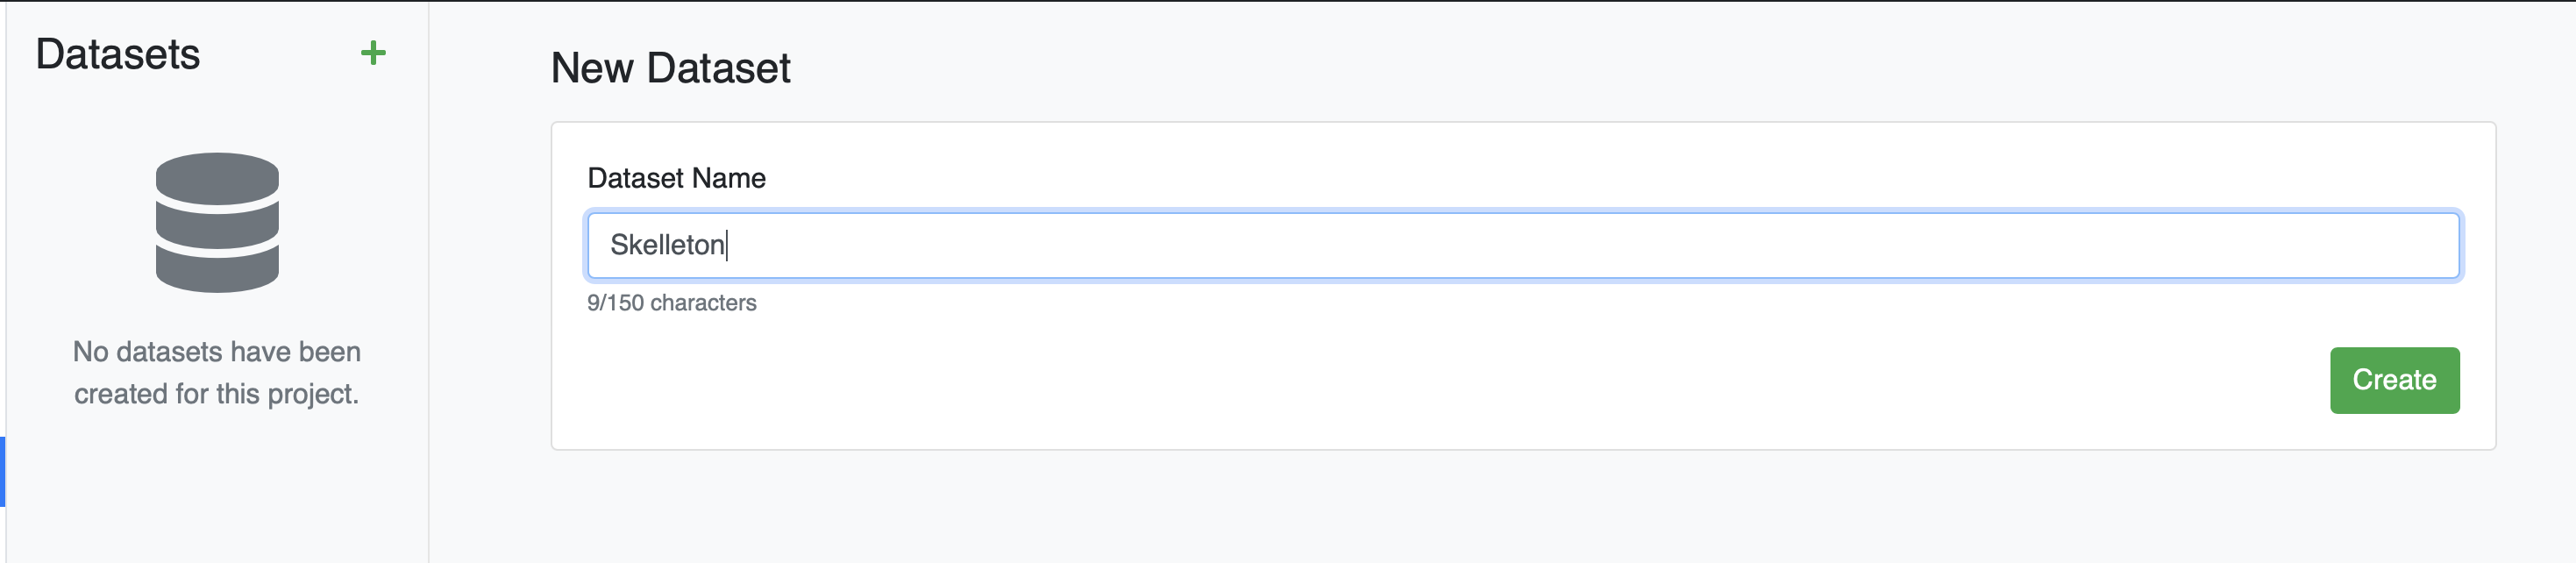 Datasets
No datasets have been
created for this project.
New Dataset
Dataset Name
Skelleton
9/150 characters
Create